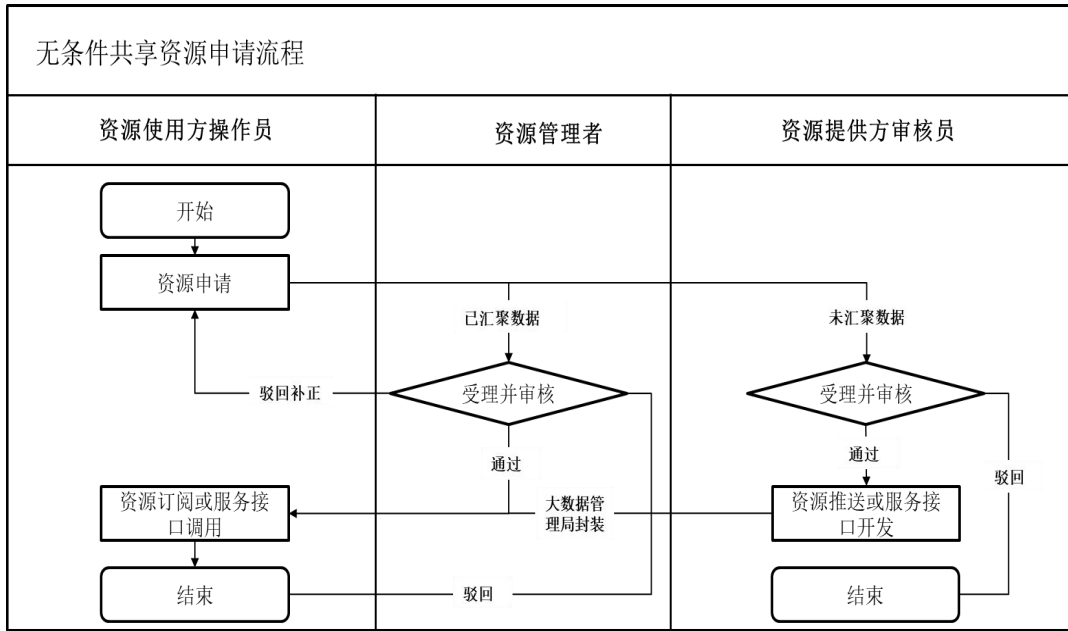 无条件共享资源申请流程
资源使用方操作员
资源管理者
资源提供方审核员
开始
资源申请
已汇聚数据
未汇聚数据
驳回补正
受理并审核
受理并审核
通过
通过
驳回
资源订阅或服务接
口调用
大数据管
理局封装
资源推送或服务接
口开发
结束
驳回
结束